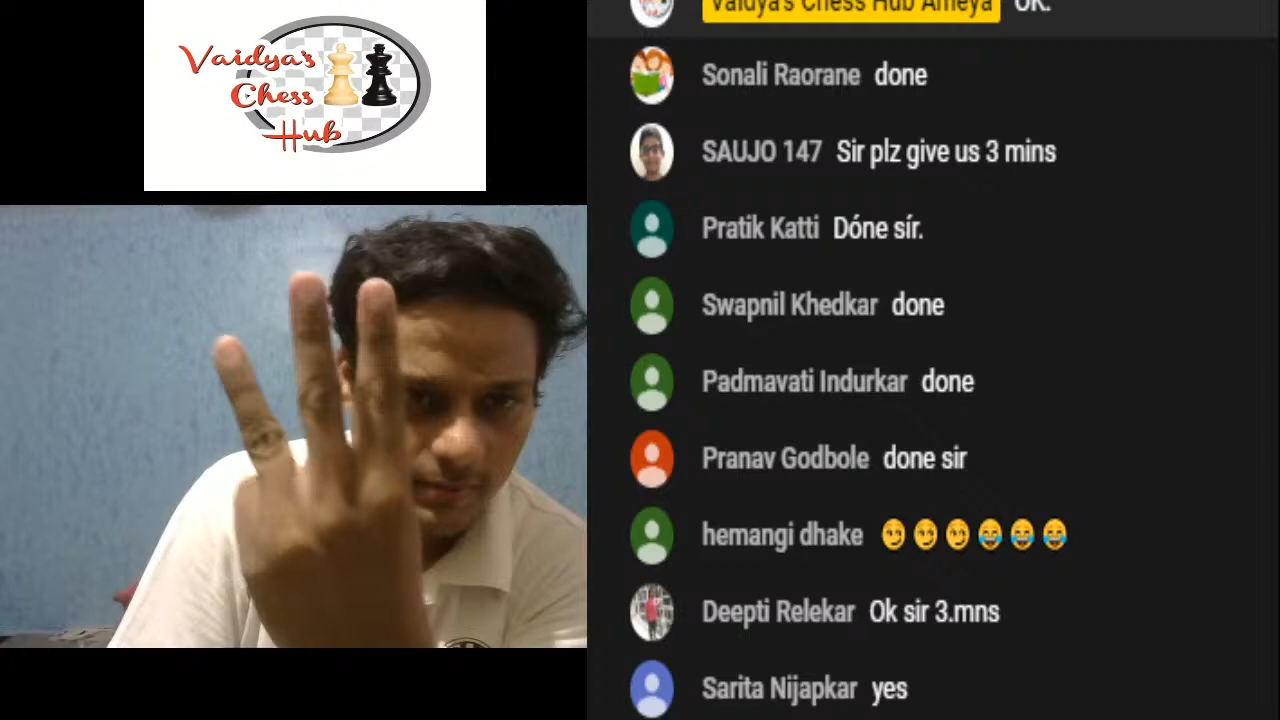 Vaidya's
Chess
Hub
Vaidya's Chess Hub Ameya OK.
Sonali Raorane done
SAUJO 147 Sir plz give us 3 mins
Pratik Katti Dóne sír.
Swapnil Khedkar done
Padmavati Indurkar done
Pranav Godbole done sir
hemangi dhake 😏😏😏😂😂😂
Deepti Relekar Ok sir 3.mns
Sarita Nijapkar yes